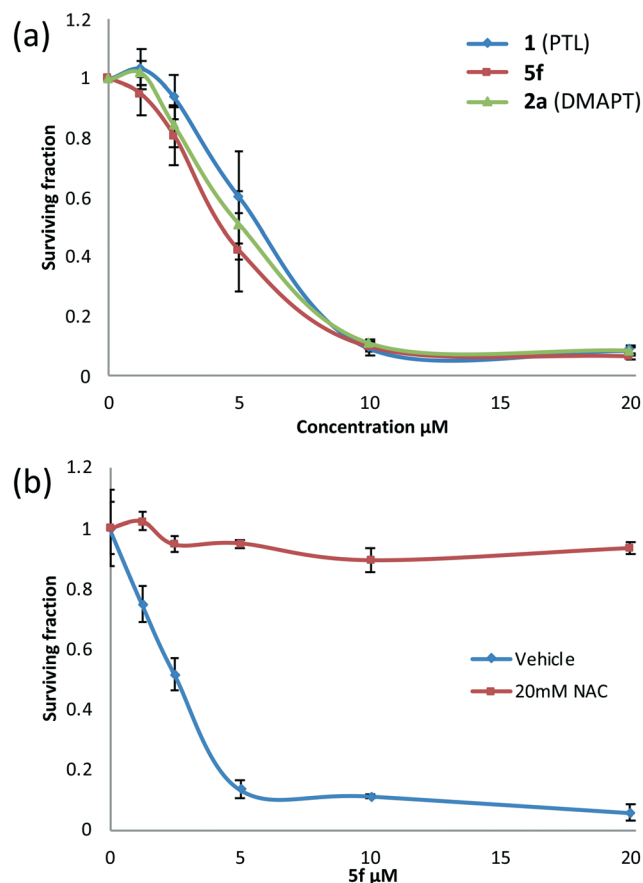 (a)
1 (PTL)
5f
2a (DMAPT)
Surviving fraction
1.2
1
0.8
0.6
0.4
0.2
0
0 5 10 15 20
Concentration µM
(b)
Vehicle
20mM NAC
Surviving fraction
1.2
1
0.8
0.6
0.4
0.2
0
0 5 10 15 20
5f µM